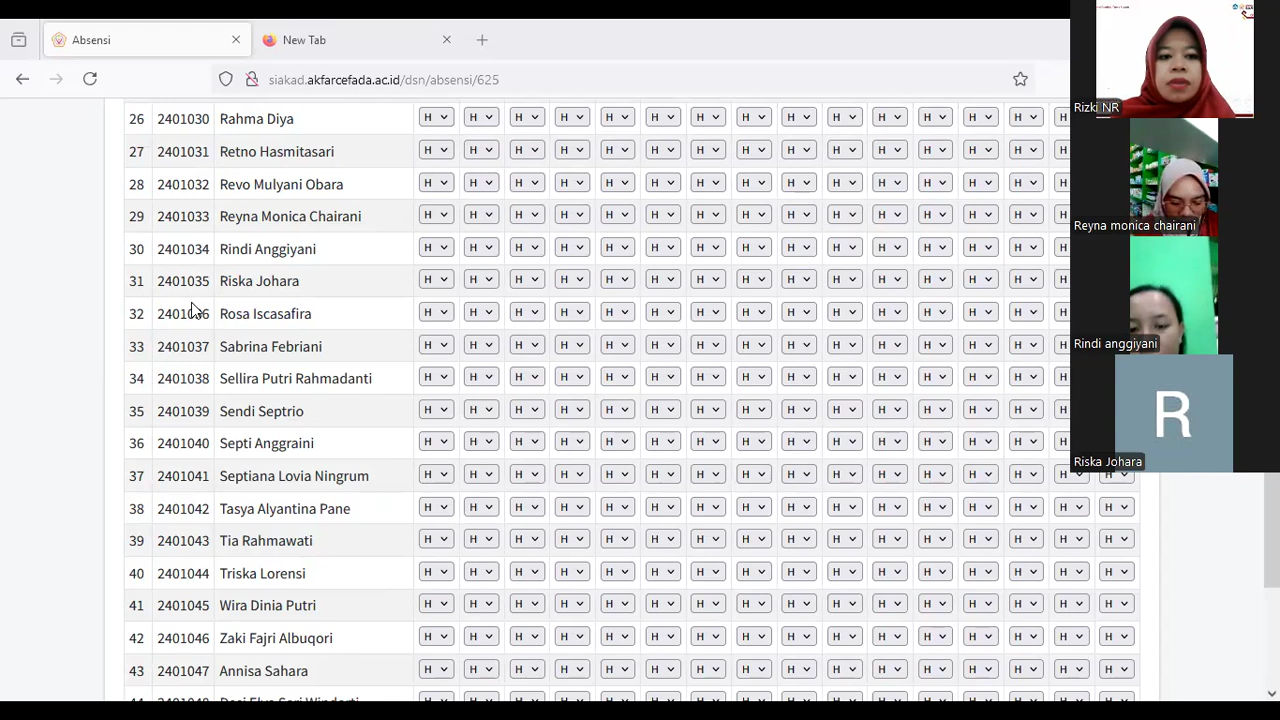 Absensi
New Tab
siakad.akfarcefada.ac.id/dsn/absensi/625
26 2401030 Rahma Diya H H H H H H H H H H H H H H H
27 2401031 Retno Hasmitasari H H H H H H H H H H H H H H H
28 2401032 Revo Mulyani Obara H H H H H H H H H H H H H H H
29 2401033 Reyna Monica Chairani H H H H H H H H H H H H H H H
30 2401034 Rindi Anggiyani H H H H H H H H H H H H H H H
31 2401035 Riska Johara H H H H H H H H H H H H H H H
32 Rosa Iscasafira H H H H H H H H H H H H H H H
33 2401037 Sabrina Febriani H H H H H H H H H H H H H H H
34 2401038 Sellira Putri Rahmadanti H H H H H H H H H H H H H H H
35 2401039 Sendi Septrio H H H H H H H H H H H H H H H
36 2401040 Septi Anggraini H H H H H H H H H H H H H H H
37 2401041 Septiana Lovia Ningrum H H H H H H H H H H H H H H H H
38 2401042 Tasya Alyantina Pane H H H H H H H H H H H H H H H H
39 2401043 Tia Rahmawati H H H H H H H H H H H H H H H H
40 2401044 Triska Lorensi H H H H H H H H H H H H H H H H
41 2401045 Wira Dinia Putri H H H H H H H H H H H H H H H H
42 2401046 Zaki Fajri Albuqori H H H H H H H H H H H H H H H H
43 2401047 Annisa Sahara H H H H H H H H H H H H H H H H
Rizki NR
Reyna monica chairani
Rindi anggiyani
R
Riska Johara